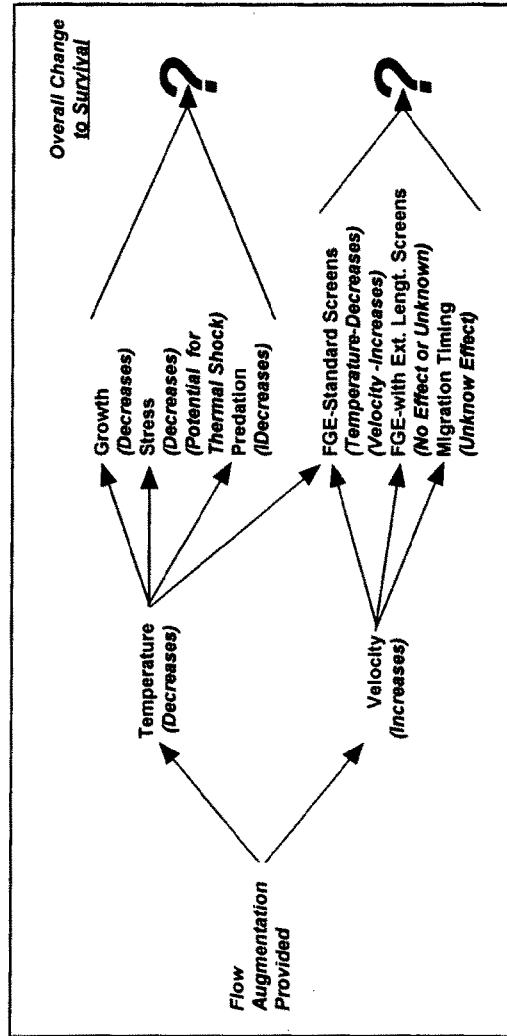 Overall Change
to Survival
Flow
Augmentation
Provided
Temperature
(Decreases)
Velocity
(Increases)
Growth
(Decreases)
Stress
(Decreases)
(Potential for
Thermal Shock)
Predation
(IDecreases)
FGE-Standard Screens
(Temperature-Decreases)
(Velocity -Increases)
FGE-with Ext. Lengt. Screens
(No Effect or Unknown)
Migration Timing
(Unknow Effect)
?
?